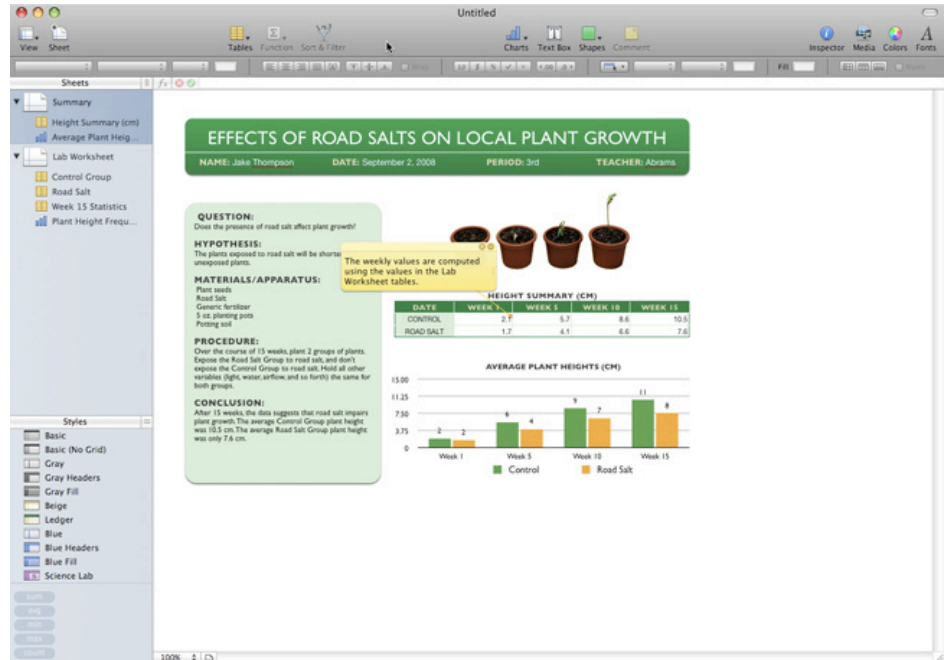 Untitled
View Sheet Tables Function Sort & Filter Charts Text Box Shapes Comment Inspector Media Colors Fonts
Fill
Sheets
Summary
Height Summary (cm)
Average Plant Heig...
Lab Worksheet
Control Group
Road Salt
Week 15 Statistics
Plant Height Frequ...
EFFECTS OF ROAD SALTS ON LOCAL PLANT GROWTH
NAME: Jake Thompson DATE: September 2, 2008 PERIOD: 3rd TEACHER: Abrams
QUESTION:
Does the presence of road salt affect plant growth?
HYPOTHESIS:
The plants exposed to road salt will be
unexposed plants.
MATERIALS/APPARATUS:
Plant seeds
Road Salt
Generic fertilizer
5 oz. planting pots
Potting soil
PROCEDURE:
Over the course of 15 weeks, plant 2 groups of plants.
Expose the Road Salt Group to road salt, and don't
expose the Control Group to road salt. Hold all other
variables (light, water, airflow, and so forth) the same for
both groups.
CONCLUSION:
After 15 weeks, the data suggests that road salt impairs
plant growth. The average Control Group plant height
was 10.5 cm. The average Road Salt Group plant height
was only 7.6 cm.
The weekly values are computed
using the values in the Lab
Worksheet tables.
HEIGHT SUMMARY (CM)
DATE WEEK 1 WEEK 5 WEEK 10 WEEK 15
CONTROL 2.1 5.7 8.6 10.5
ROAD SALT 1.7 4.1 6.6 7.6
AVERAGE PLANT HEIGHTS (CM)
15.00
11.25
7.50
3.75
0
2 2 6 4 9 7 11 8
Week 1 Week 5 Week 10 Week 15
Control Road Salt
Styles
Basic
Basic (No Grid)
Gray
Gray Headers
Gray Fill
Beige
Ledger
Blue
Blue Headers
Blue Fill
Science Lab
sum
avg
min
max
count
100%